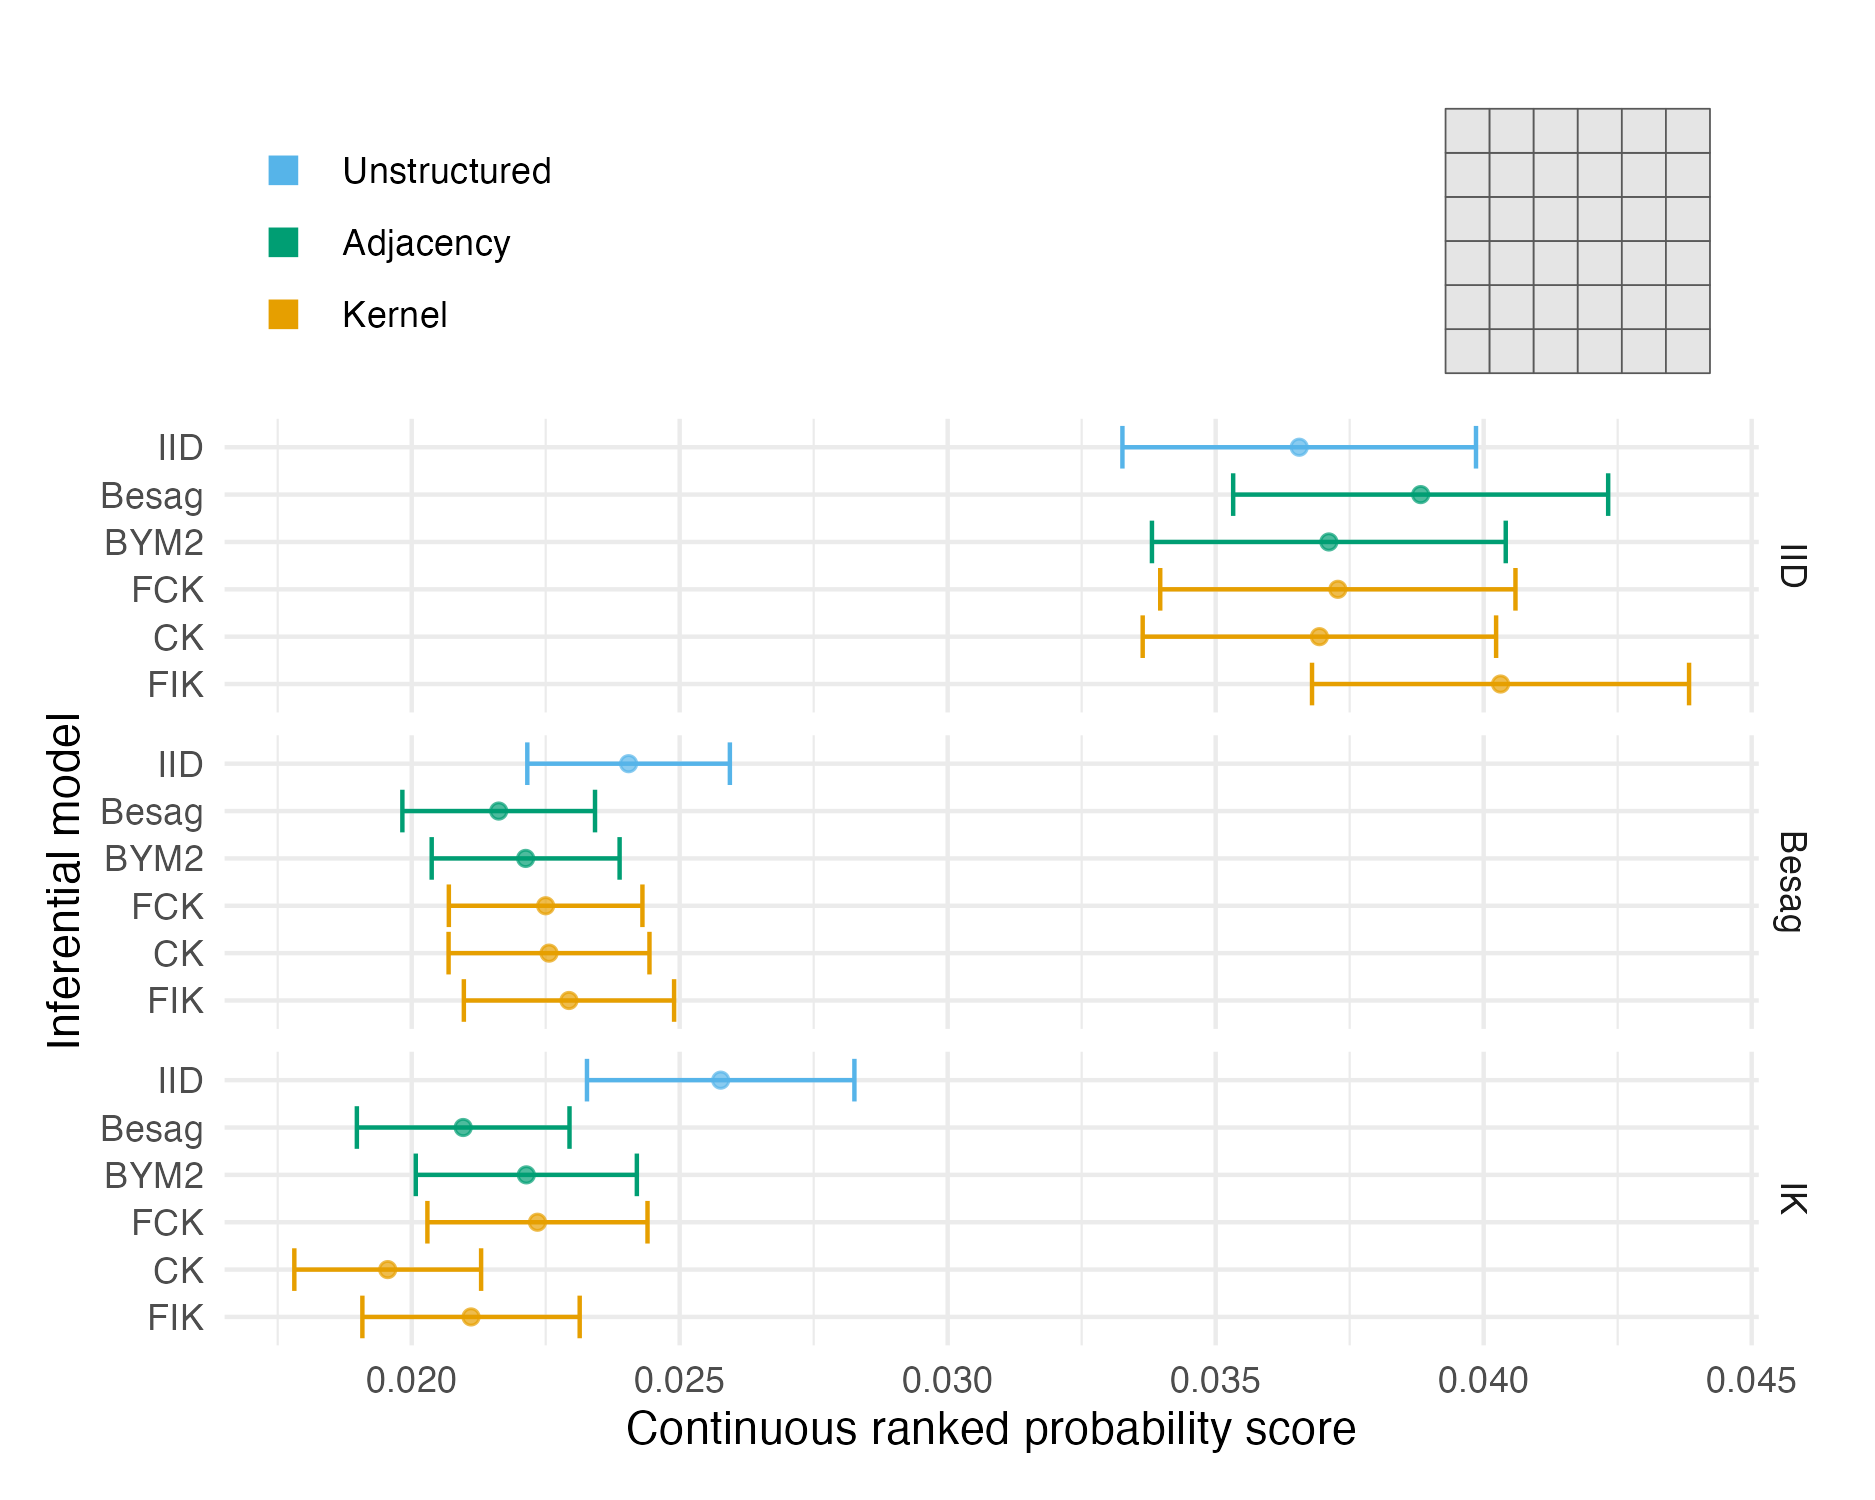 Unstructured
Adjacency
Kernel
IID
Besag
BYM2
FCK
CK
FIK
IID
IID
Besag
BYM2
FCK
CK
FIK
Besag
IID
Besag
BYM2
FCK
CK
FIK
IK
Inferential model
0.020 0.025 0.030 0.035 0.040 0.045
Continuous ranked probability score